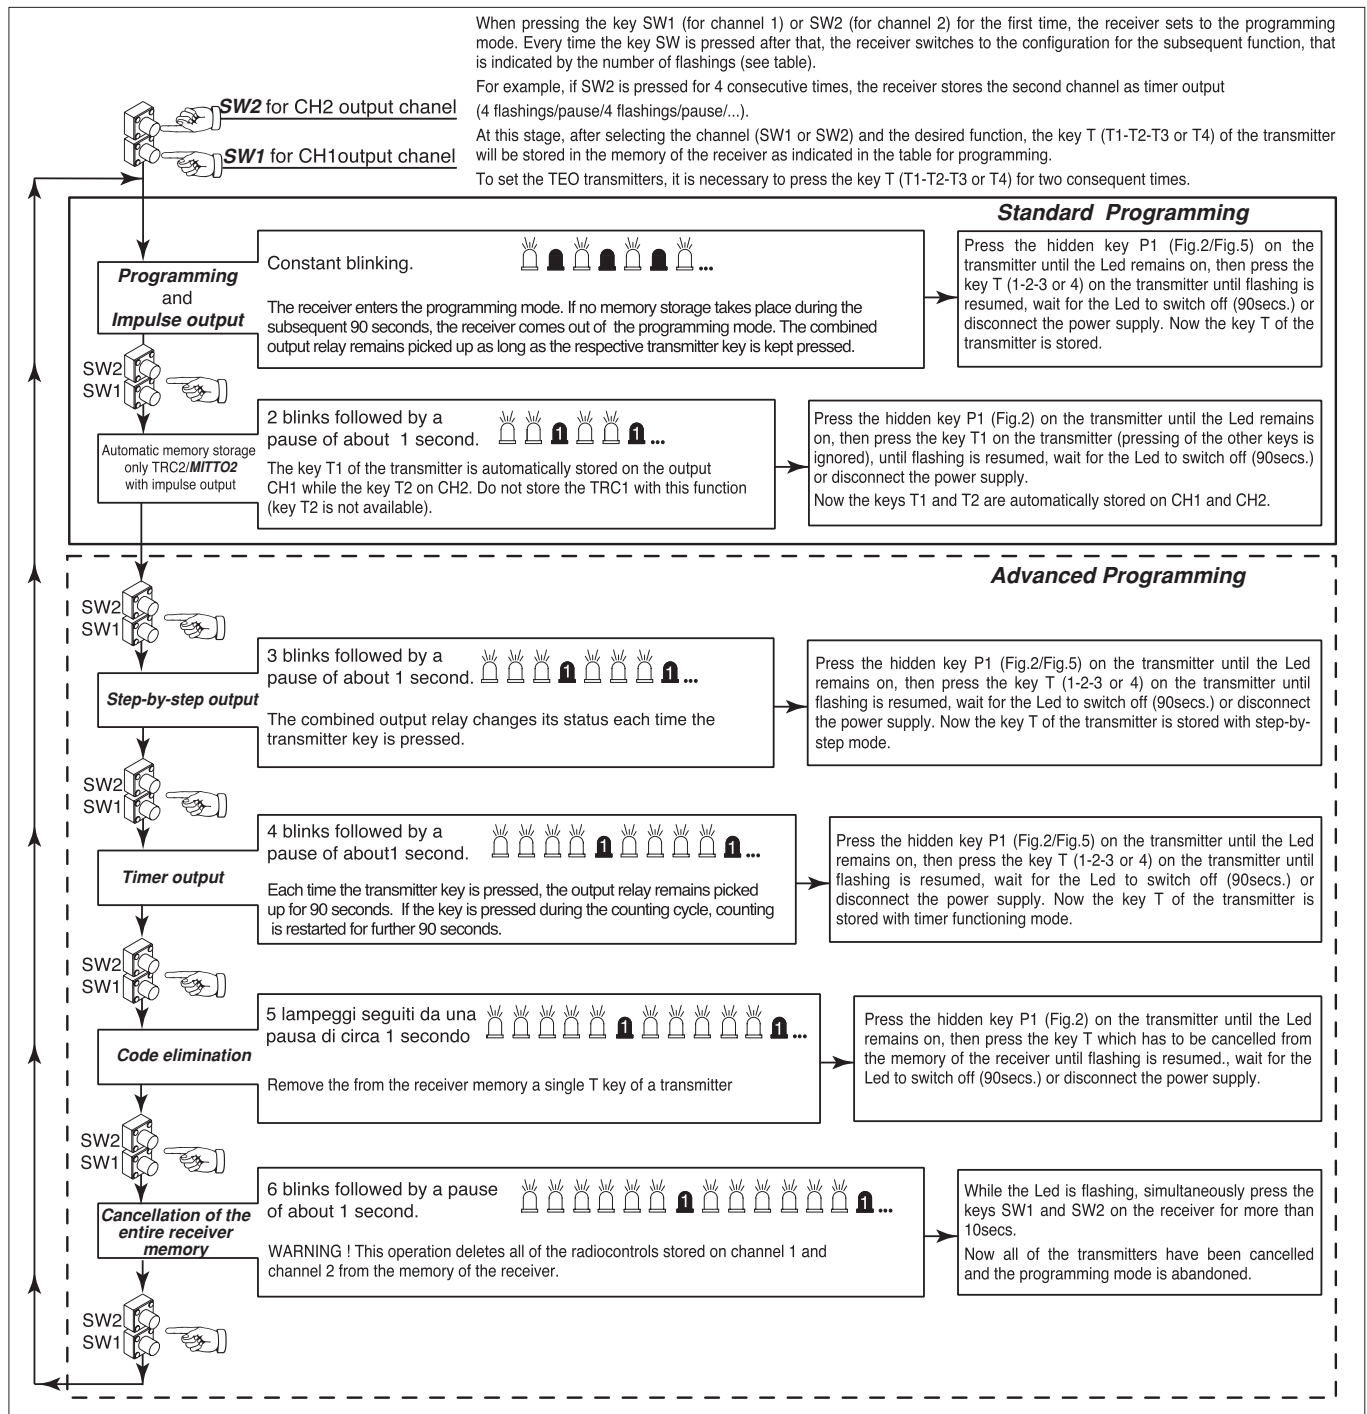 When pressing the key SW1 (for channel 1) or SW2 (for channel 2) for the first time, the receiver sets to the programming
mode. Every time the key SW is pressed after that, the receiver switches to the configuration for the subsequent function, that
is indicated by the number of flashings (see table).
For example, if SW2 is pressed for 4 consecutive times, the receiver stores the second channel as timer output
(4 flashings/pause/4 flashings/pause/...).
At this stage, after selecting the channel (SW1 or SW2) and the desired function, the key T (T1-T2-T3 or T4) of the transmitter
will be stored in the memory of the receiver as indicated in the table for programming.
To set the TEO transmitters, it is necessary to press the key T (T1-T2-T3 or T4) for two consequent times.
SW2 for CH2 output chanel
SW1 for CH1output chanel
Standard Programming
Programming
and
Impulse output
Constant blinking.
...
The receiver enters the programming mode. If no memory storage takes place during the
subsequent 90 seconds, the receiver comes out of the programming mode. The combined
output relay remains picked up as long as the respective transmitter key is kept pressed.
Press the hidden key P1 (Fig.2/Fig.5) on the
transmitter until the Led remains on, then press the
key T (1-2-3 or 4) on the transmitter until flashing is
resumed, wait for the Led to switch off (90secs.) or
disconnect the power supply. Now the key T of the
transmitter is stored.
SW2
SW1
Automatic memory storage
only TRC2/MITTO2
with impulse output
2 blinks followed by a
pause of about 1 second.
1 1 ...
The key T1 of the transmitter is automatically stored on the output
CH1 while the key T2 on CH2. Do not store the TRC1 with this function
(key T2 is not available).
Press the hidden key P1 (Fig.2) on the transmitter until the Led remains
on, then press the key T1 on the transmitter (pressing of the other keys is
ignored), until flashing is resumed, wait for the Led to switch off (90secs.)
or disconnect the power supply.
Now the keys T1 and T2 are automatically stored on CH1 and CH2.
Advanced Programming
SW2
SW1
Step-by-step output
3 blinks followed by a
pause of about 1 second.
1 1 ...
The combined output relay changes its status each time the
transmitter key is pressed.
Press the hidden key P1 (Fig.2/Fig.5) on the transmitter until the Led
remains on, then press the key T (1-2-3 or 4) on the transmitter until
flashing is resumed, wait for the Led to switch off (90secs.) or disconnect
the power supply. Now the key T of the transmitter is stored with step-by-
step mode.
SW2
SW1
Timer output
4 blinks followed by a
pause of about1 second.
1 1 ...
Each time the transmitter key is pressed, the output relay remains picked
up for 90 seconds. If the key is pressed during the counting cycle, counting
is restarted for further 90 seconds.
Press the hidden key P1 (Fig.2/Fig.5) on the transmitter until the Led
remains on, then press the key T (1-2-3 or 4) on the transmitter until
flashing is resumed, wait for the Led to switch off (90secs.) or
disconnect the power supply. Now the key T of the transmitter is
stored with timer functioning mode.
SW2
SW1
Code elimination
5 lampeggi seguiti da una
pausa di circa 1 secondo
1 1 ...
Remove the from the receiver memory a single T key of a transmitter
Press the hidden key P1 (Fig.2) on the transmitter until the Led
remains on, then press the key T which has to be cancelled from
the memory of the receiver until flashing is resumed., wait for the
Led to switch off (90secs.) or disconnect the power supply.
SW2
SW1
Cancellation of the
entire receiver
memory
6 blinks followed by a pause
of about 1 second.
1 1 ...
WARNING ! This operation deletes all of the radiocontrols stored on channel 1 and
channel 2 from the memory of the receiver.
While the Led is flashing, simultaneously press the
keys SW1 and SW2 on the receiver for more than
10secs.
Now all of the transmitters have been cancelled
and the programming mode is abandoned.
SW2
SW1